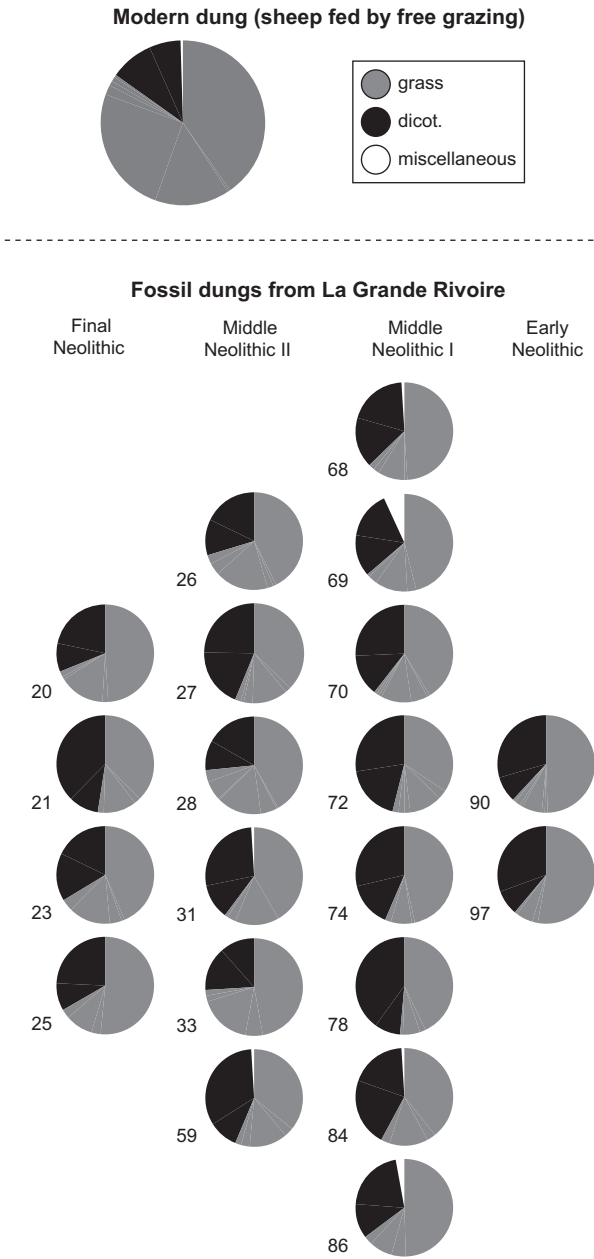 Modern dung (sheep fed by free grazing)
grass
dicot.
miscellaneous
Fossil dungs from La Grande Rivoire
Final
Neolithic
Middle
Neolithic II
Middle
Neolithic I
Early
Neolithic
68
26
69
20
27
70
21
28
72
90
23
31
74
97
25
33
78
59
84
86